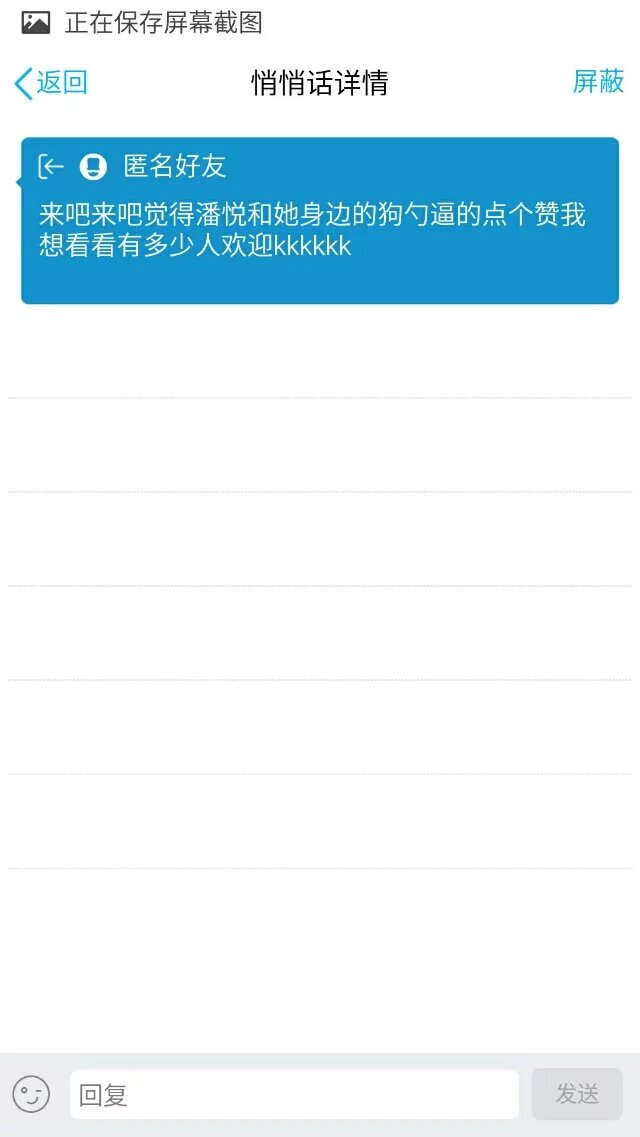 正在保存屏幕截图
返回
悄悄话详情
屏蔽
匿名好友
来吧来吧觉得潘悦和她身边的狗勺逼的点个赞我
想看看有多少人欢迎kkkkkk
回复
发送